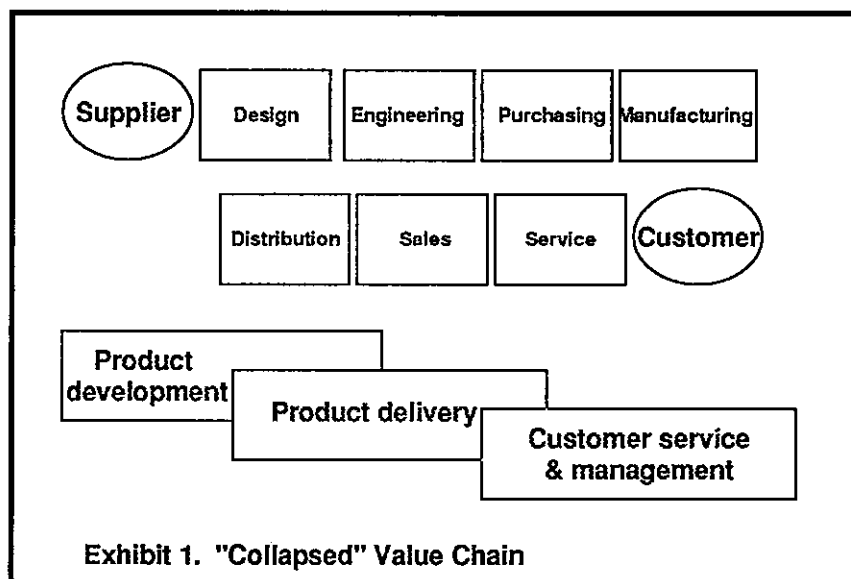 Supplier
Design
Engineering
Purchasing
Manufacturing
Distribution
Sales
Service
Customer
Product
development
Product delivery
Customer service
& management
Exhibit 1. "Collapsed" Value Chain